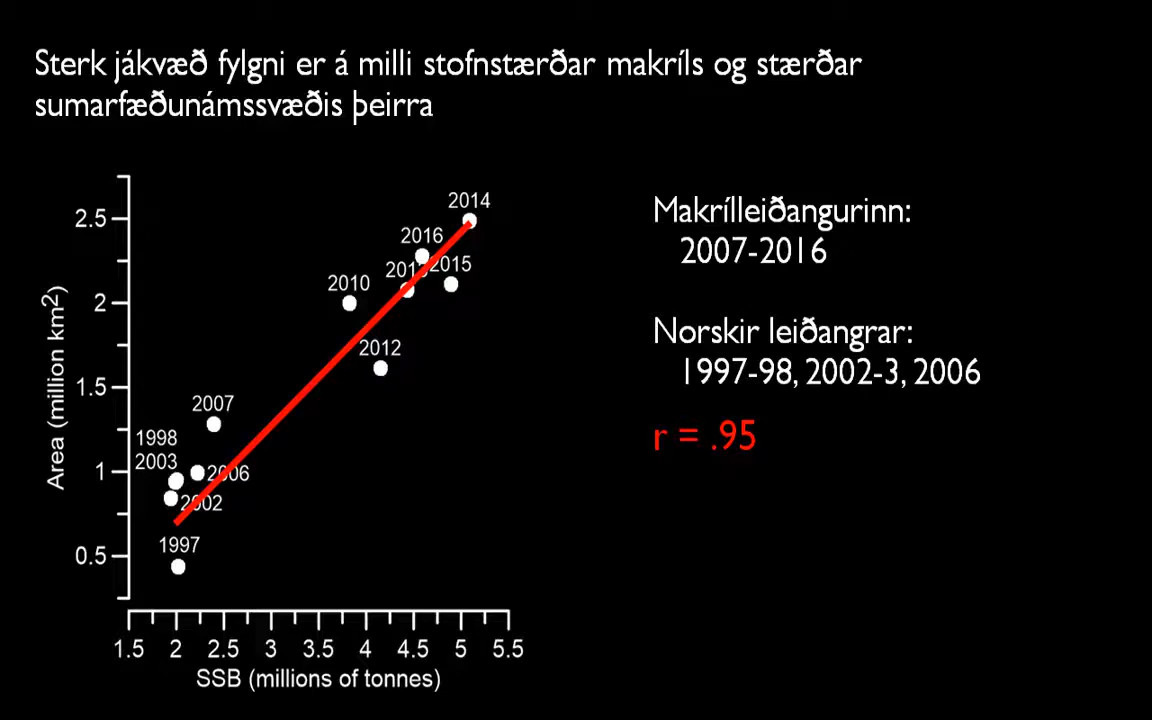 Sterk jákvæð fylgni er á milli stofnstærðar makríls og stærðar
sumarfæðunámssvæðis þeirra
Makrílleiðangurinn:
2007-2016
Norskir leiðangrar:
1997-98, 2002-3, 2006
r = .95
2014
2016
2015
2010
2012
2007
1998
2003
2006
2002
1997
2.5
2
1.5
1
0.5
Area (million km2)
1.5 2 2.5 3 3.5 4 4.5 5 5.5
SSB (millions of tonnes)